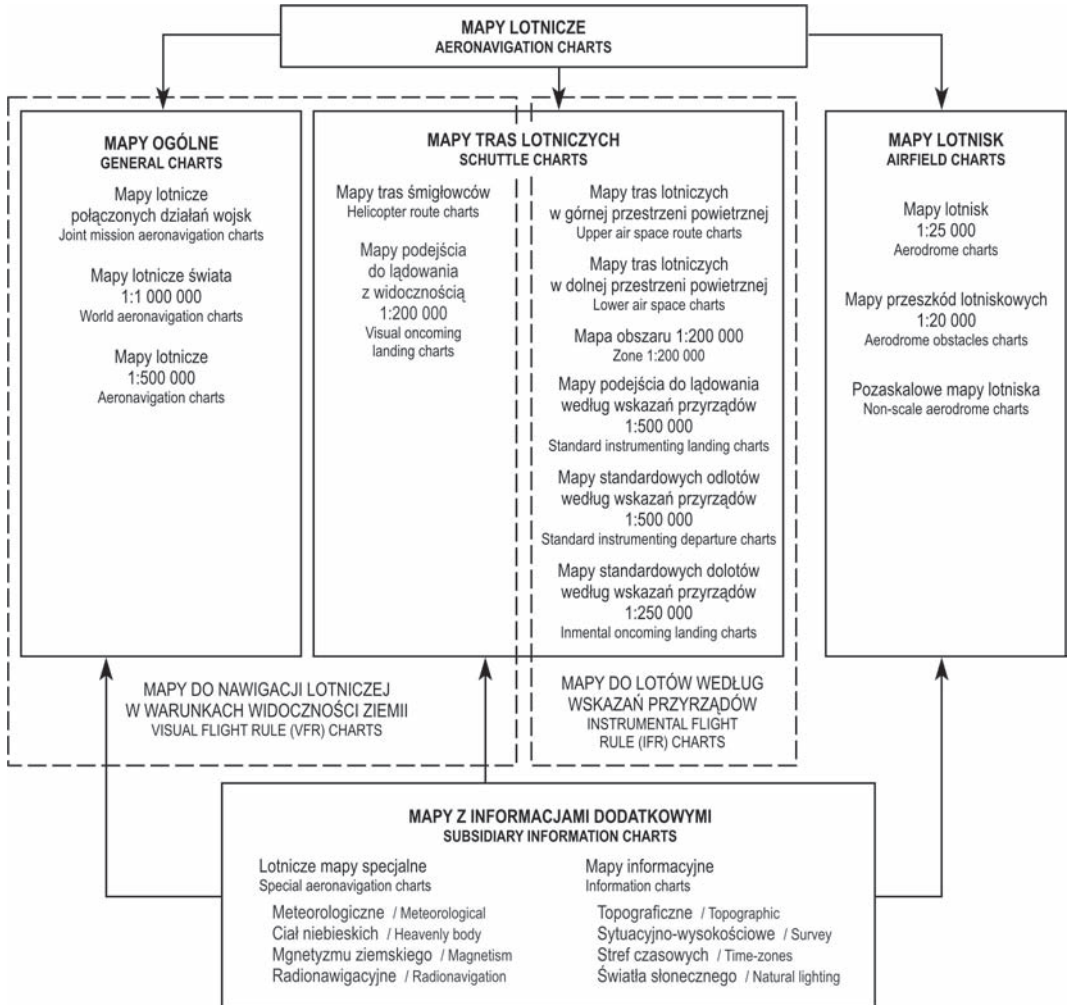 MAPY LOTNICZE
AERONAVIGATION CHARTS
MAPY OGÓLNE
GENERAL CHARTS
Mapy lotnicze
połączonych działań wojsk
Joint mission aeronavigation charts
Mapy lotnicze świata
1:1 000 000
World aeronavigation charts
Mapy lotnicze
1:500 000
Aeronavigation charts
MAPY TRAS LOTNICZYCH
SCHUTTLE CHARTS
Mapy tras śmigłowców
Helicopter route charts
Mapy podejścia
do lądowania
z widocznością
1:200 000
Visual oncoming
landing charts
Mapy tras lotniczych
w górnej przestrzeni powietrznej
Upper air space route charts
Mapy tras lotniczych
w dolnej przestrzeni powietrznej
Lower air space charts
Mapa obszaru 1:200 000
Zone 1:200 000
Mapy podejścia do lądowania
według wskazań przyrządów
1:500 000
Standard instrumenting landing charts
Mapy standardowych odlotów
według wskazań przyrządów
1:500 000
Standard instrumenting departure charts
Mapy standardowych dolotów
według wskazań przyrządów
1:250 000
Inmental oncoming landing charts
MAPY LOTNISK
AIRFIELD CHARTS
Mapy lotnisk
1:25 000
Aerodrome charts
Mapy przeszkód lotniskowych
1:20 000
Aerodrome obstacles charts
Pozaskalowe mapy lotniska
Non-scale aerodrome charts
MAPY DO NAWIGACJI LOTNICZEJ
W WARUNKACH WIDOCZNOŚCI ZIEMII
VISUAL FLIGHT RULE (VFR) CHARTS
MAPY DO LOTÓW WEDŁUG
WSKAZAŃ PRZYRZĄDÓW
INSTRUMENTAL FLIGHT
RULE (IFR) CHARTS
MAPY Z INFORMACJAMI DODATKOWYMI
SUBSIDIARY INFORMATION CHARTS
Lotnicze mapy specjalne
Special aeronavigation charts
Meteorologiczne / Meteorological
Ciał niebieskich / Heavenly body
Mgnetyzmu ziemskiego / Magnetism
Radionawigacyjne / Radionavigation
Mapy informacyjne
Information charts
Topograficzne / Topographic
Sytuacyjno-wysokościowe / Survey
Stref czasowych / Time-zones
Światła słonecznego / Natural lighting